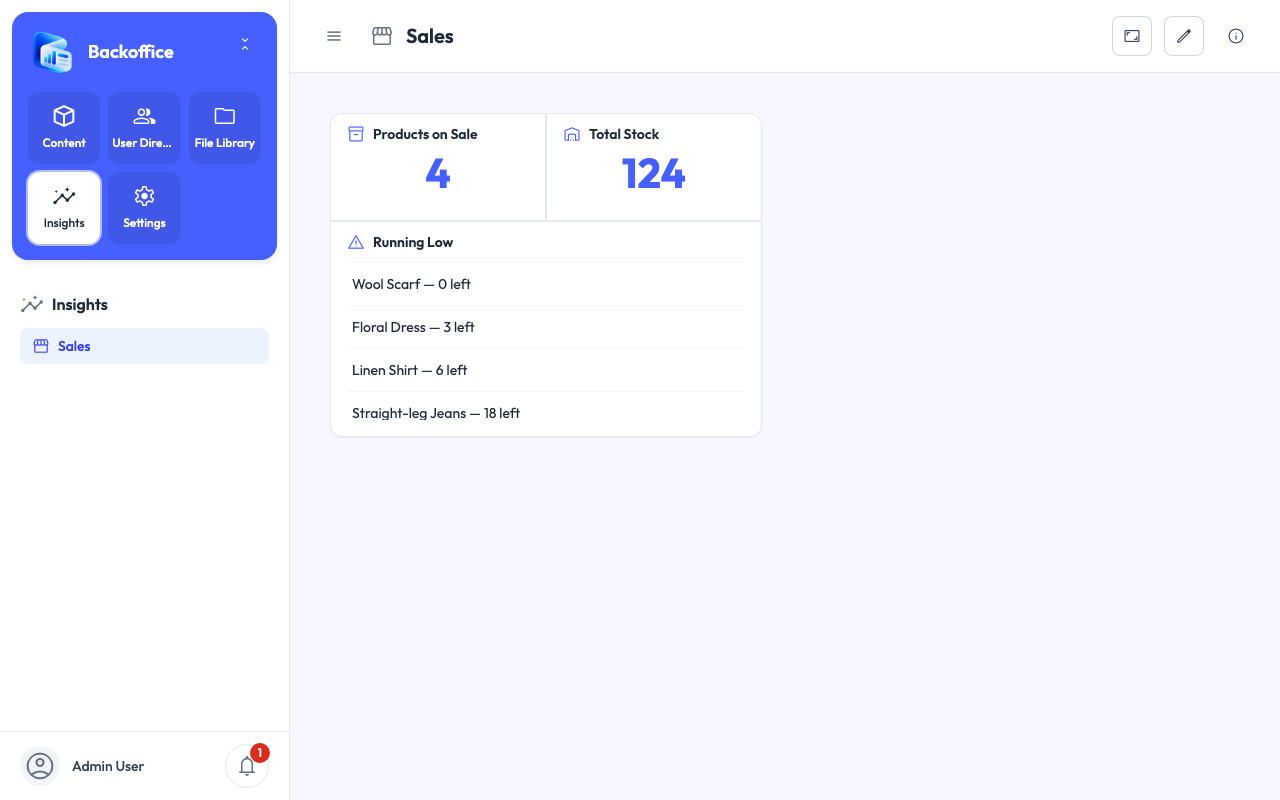 Backoffice
Content
User Dire...
File Library
Insights
Settings
Insights
Sales
Admin User
1
Sales
Products on Sale
4
Total Stock
124
Running Low
Wool Scarf — 0 left
Floral Dress — 3 left
Linen Shirt — 6 left
Straight-leg Jeans — 18 left